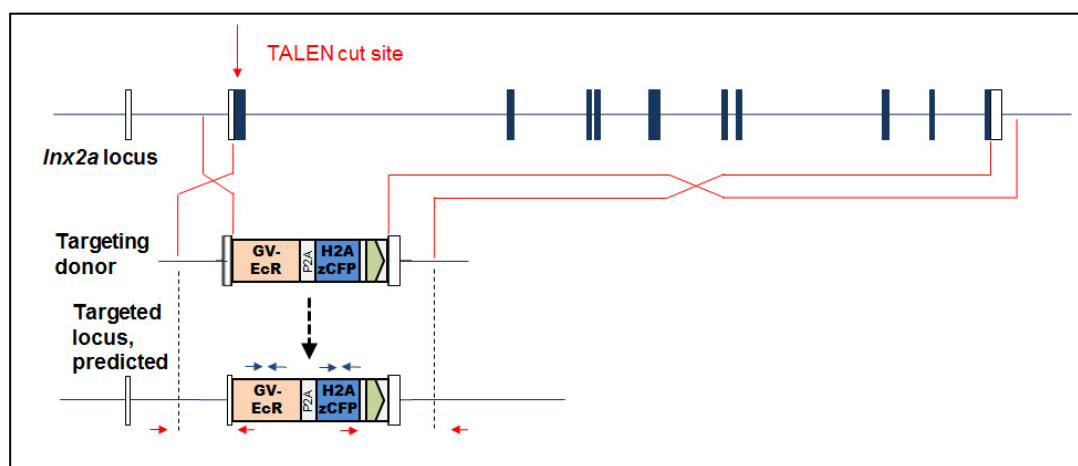 TALEN cut site
Inx2a locus
Targeting
donor
GV-
EcR
P2A
H2A
zCFP
Targeted
locus,
predicted
GV-
EcR
P2A
H2A
zCFP